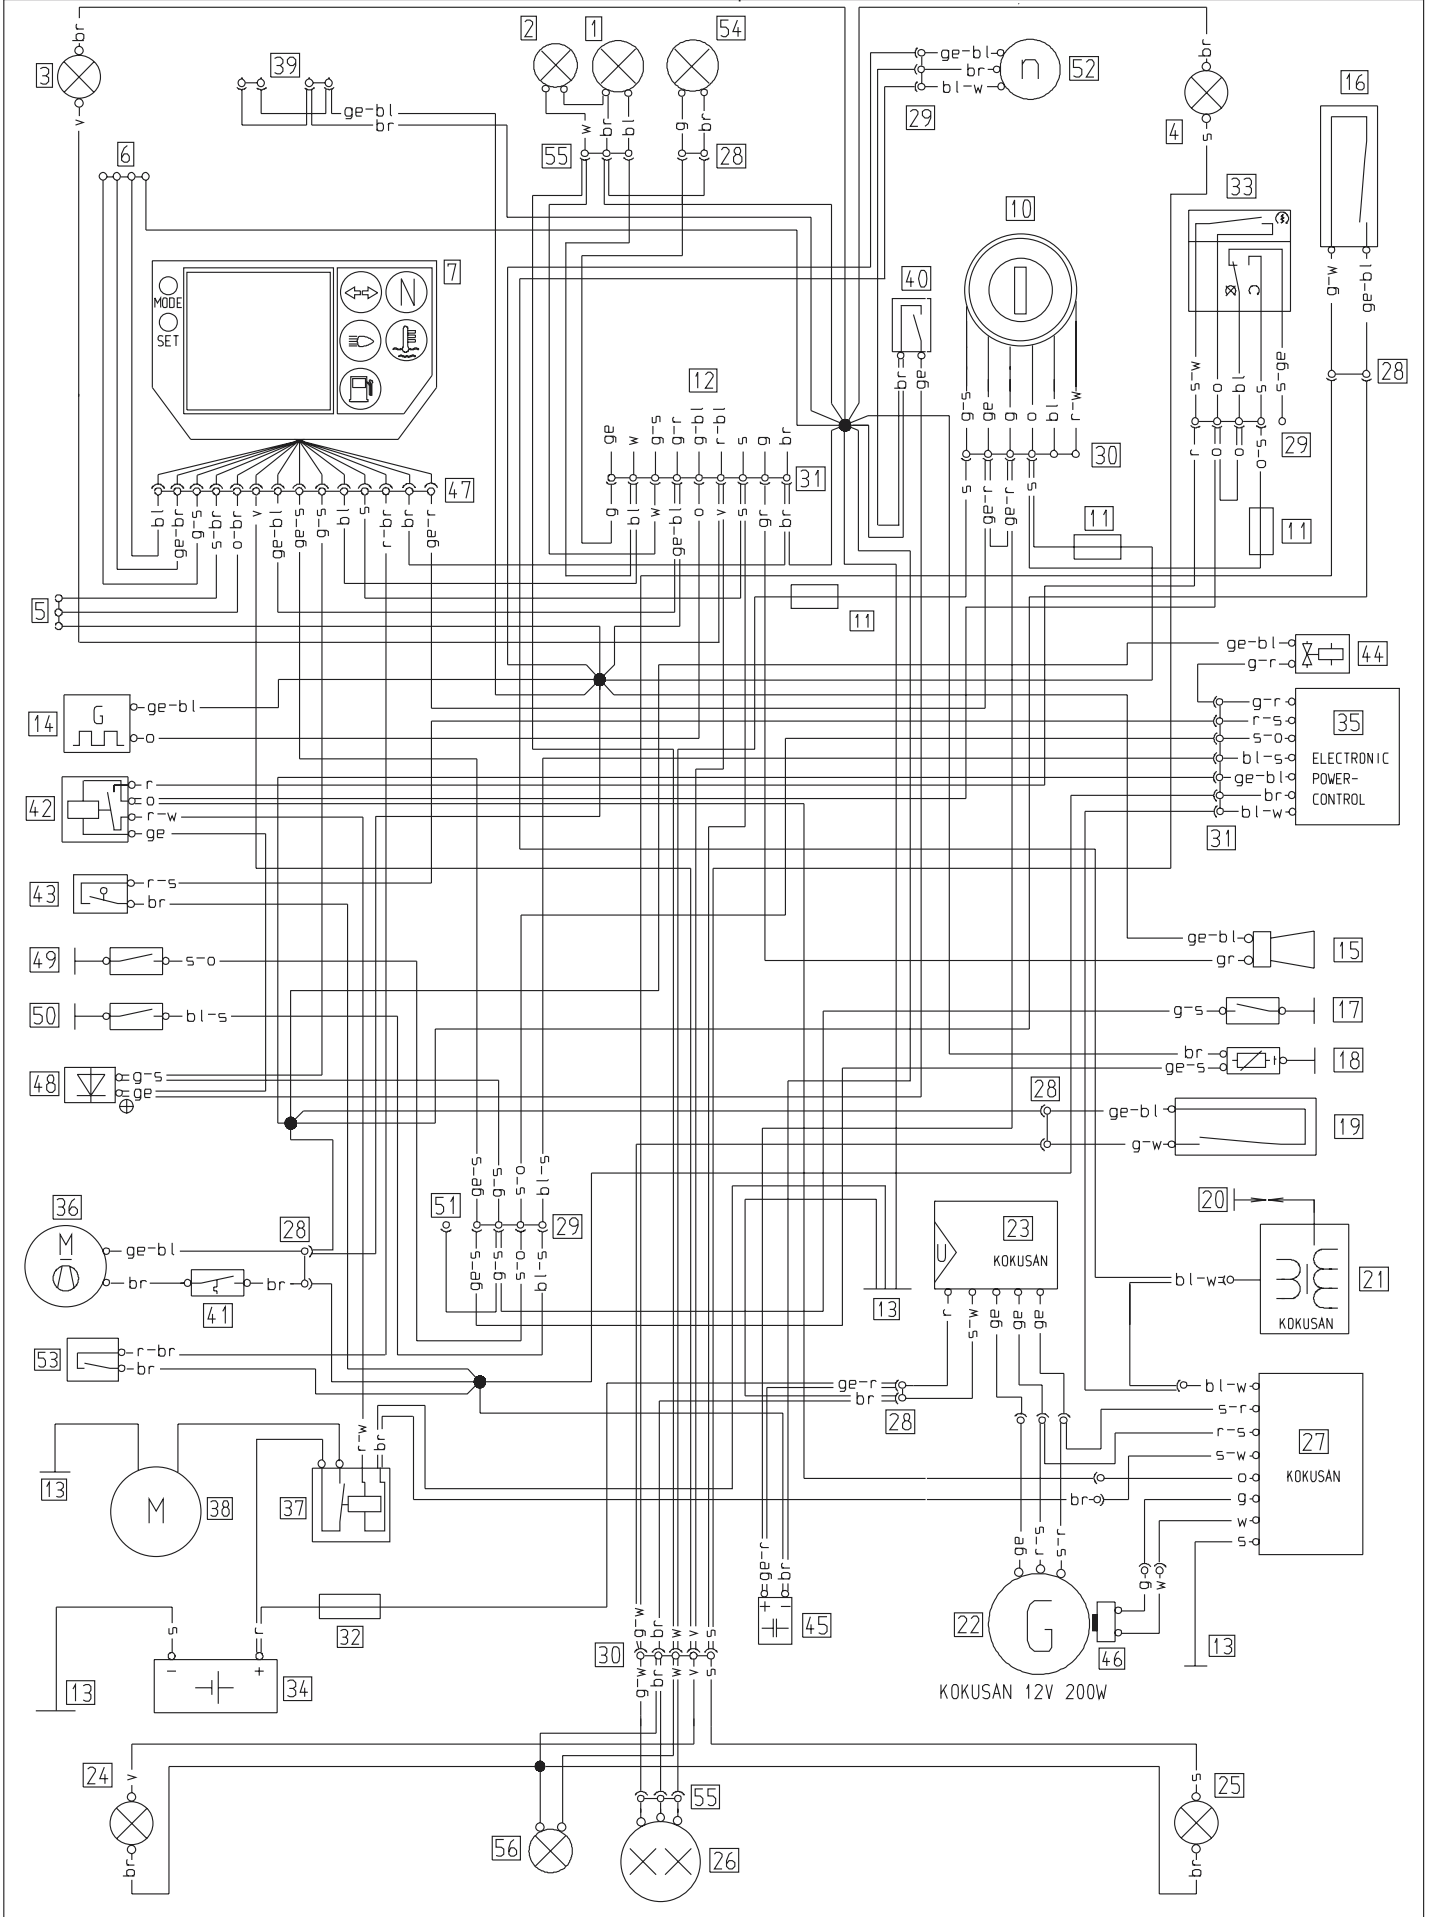 br
3
v
39
ge-bl
br
2
1
54
w
br
bl
g
br
55
28
ge-bl
br
bl-w
n
52
29
br
4
s
16
6
33
10
g-w
ge-bl
28
7
MODE
SET
N
40
br
ge
12
ge
w
g-s
g-r
g-bl
r-bl
s
g
br
31
g
bl
w
ge-bl
o
v
s
gr
br
g-s
ge
g
o
bl
r-w
30
s
ge-r
ge-r
s
11
11
s-w
o
bl
s
s-ge
29
r
o
o
s-o
11
47
bl
ge-br
g-s
s-br
o-br
v
ge-bl
ge-s
g-s
bl
s
r-br
br
ge-r
5
ge-bl
g-r
44
14
G
ge-bl
o
g-r
r-s
s-o
bl-s
ge-bl
br
bl-w
35
ELECTRONIC
POWER-
CONTROL
31
42
r
o
r-w
ge
43
r-s
br
49
s-o
50
bl-s
48
g-s
ge
ge-bl
gr
15
g-s
17
br
ge-s
18
28
ge-bl
g-w
19
36
M
ge-bl
br
28
br
41
53
r-br
br
51
ge-s
g-s
s-o
bl-s
29
ge-s
g-s
s-o
bl-s
13
U
23
KOKUSAN
r
s-w
ge
ge
ge
20
bl-w
21
KOKUSAN
ge-r
br
28
bl-w
s-r
r-s
s-w
o
g
w
s
27
KOKUSAN
br
13
M
38
r-w
br
37
32
s
r
-
+
34
13
ge-r
br
+
-
45
ge
s-r
s-r
22
G
g
w
46
13
KOKUSAN 12V 200W
g-w
br
w
v
s
30
g-w
br
w
v
s
24
v
br
56
55
26
s
25
br